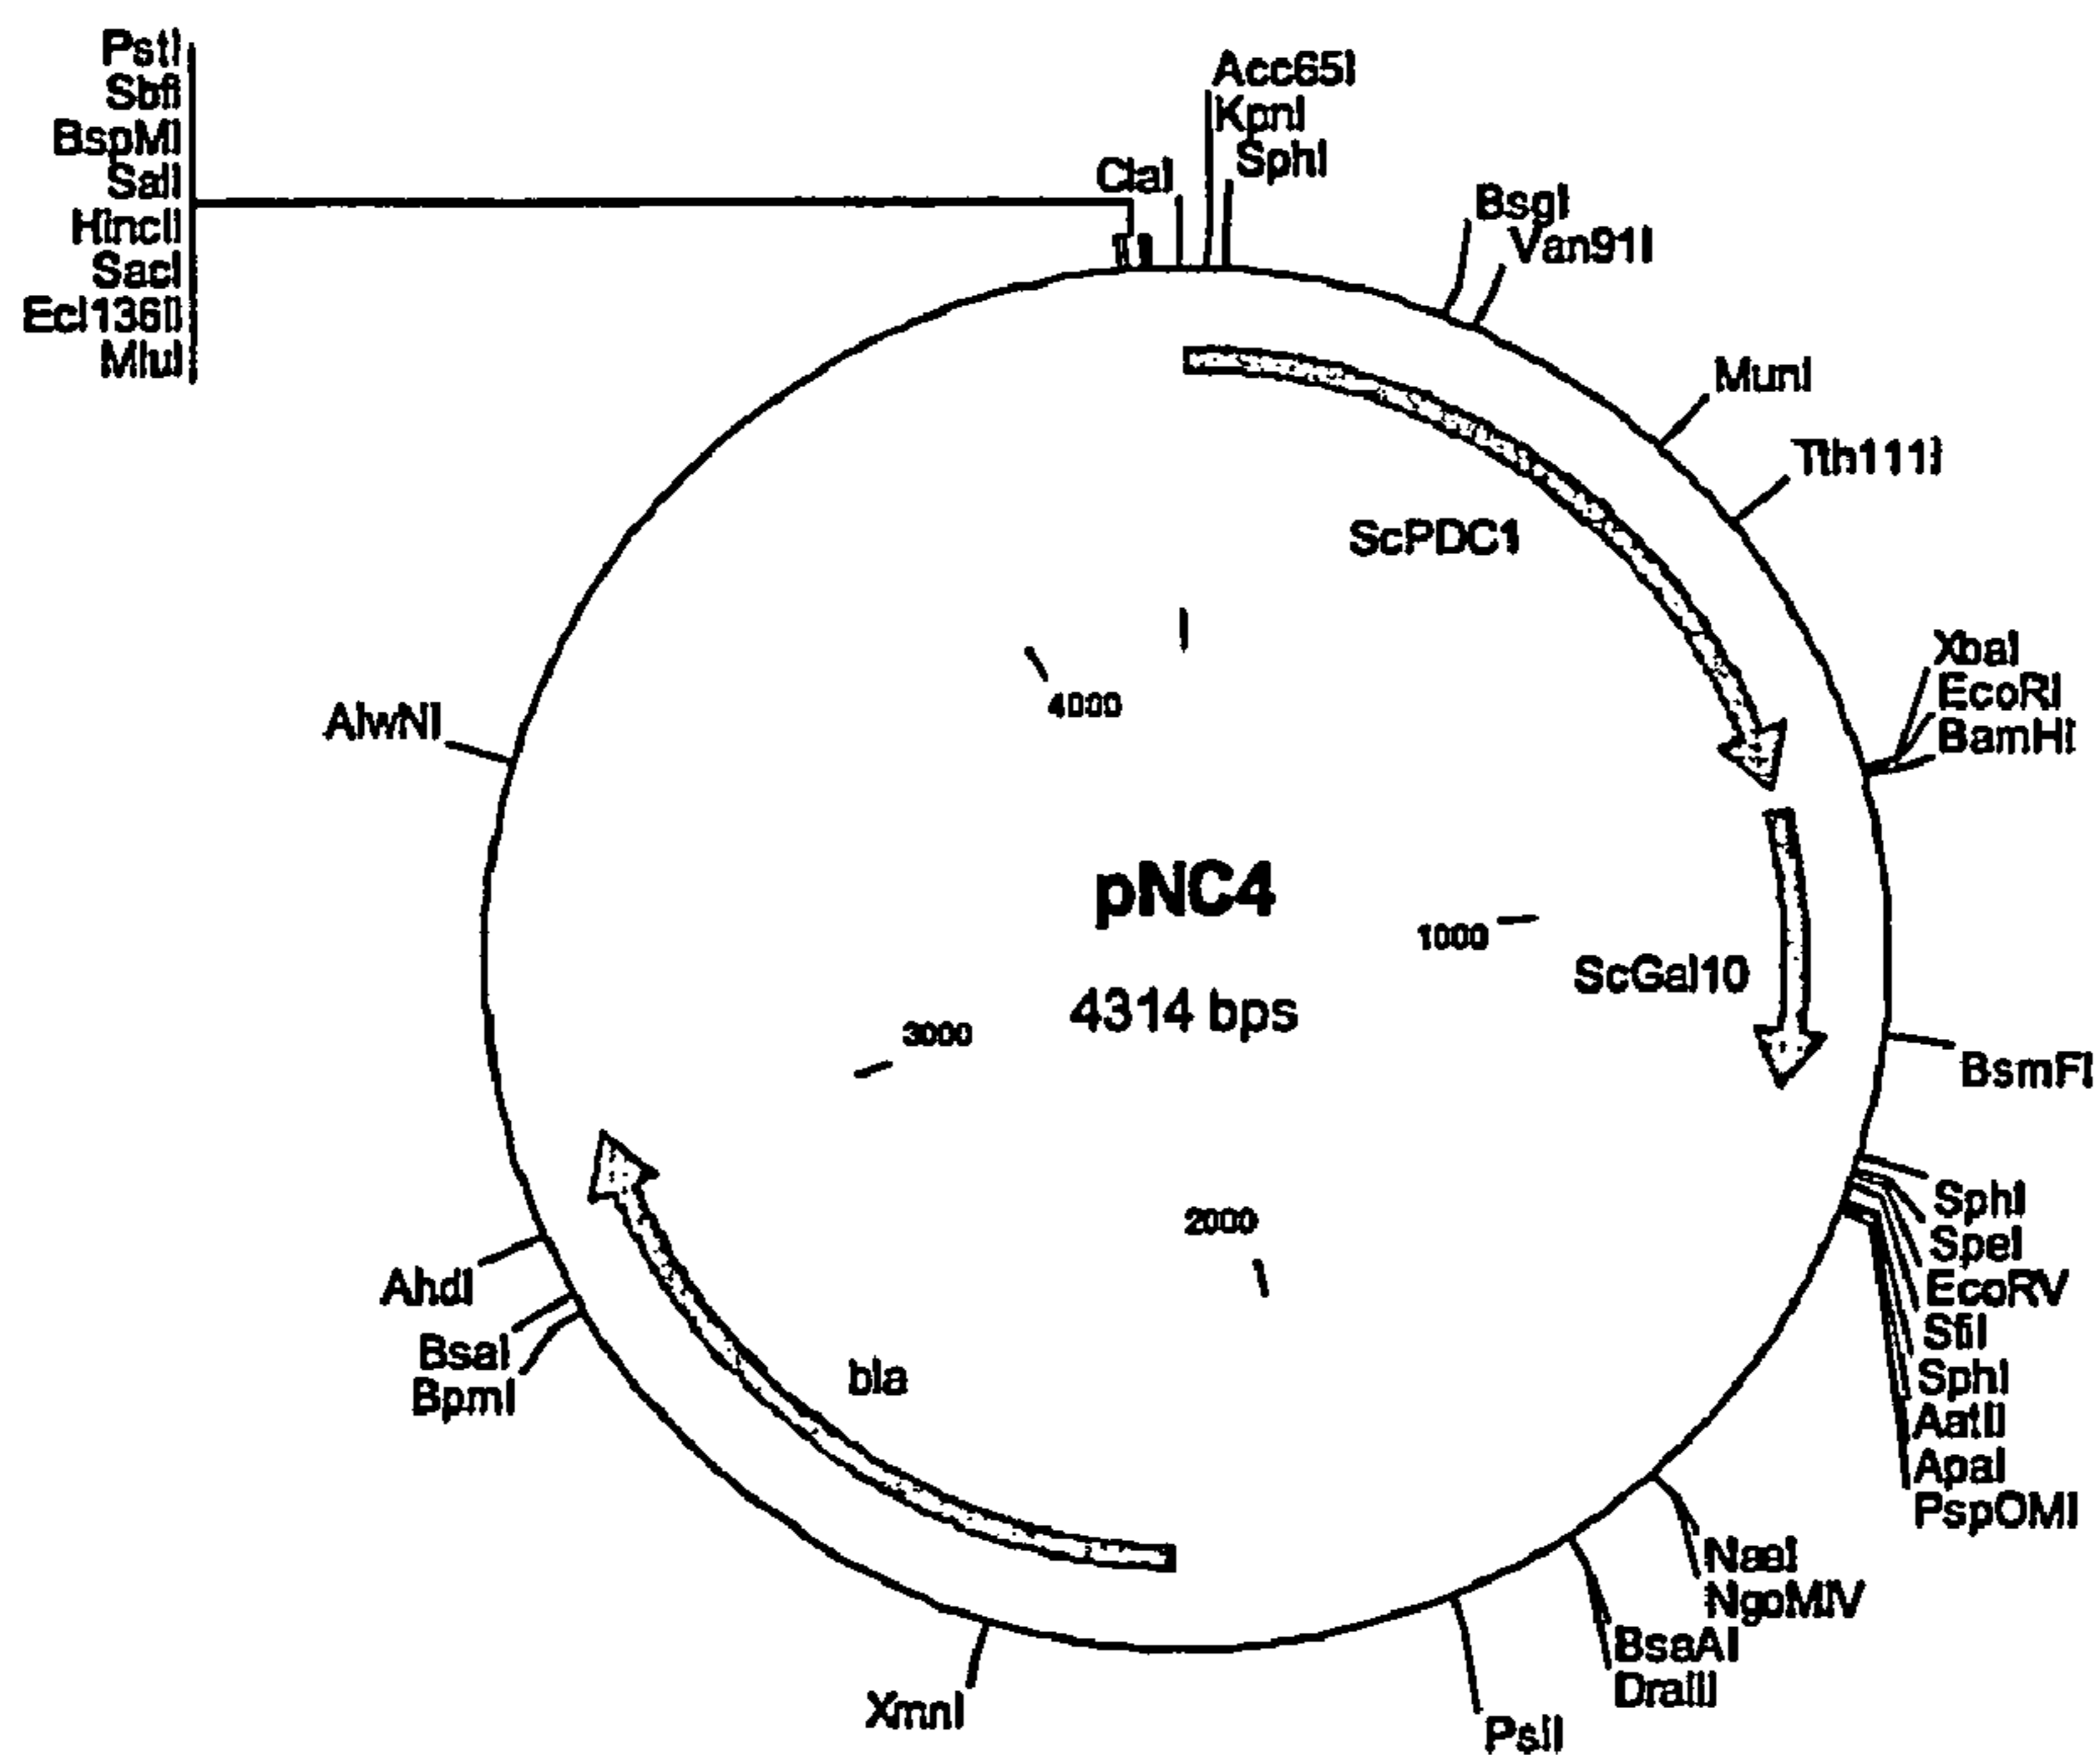 PstI
SbfI
BspMI
SalI
HincII
SacI
Ecl136II
MluI
ClaI
Acc65I
KpnI
SphI
BsgI
Van91I
MunI
Tth111I
XbaI
EcoRI
BamHI
BsmFI
SphI
SpeI
EcoRV
SfiI
SphI
AatII
ApaI
PspOMI
NaeI
NgoMIV
BsaAI
DraIII
PsiI
XmnI
BpmI
BsaI
AhdI
AlwNI
ScPDC1
4000
pNC4
4314 bps
1000
ScGal10
3000
2000
bla